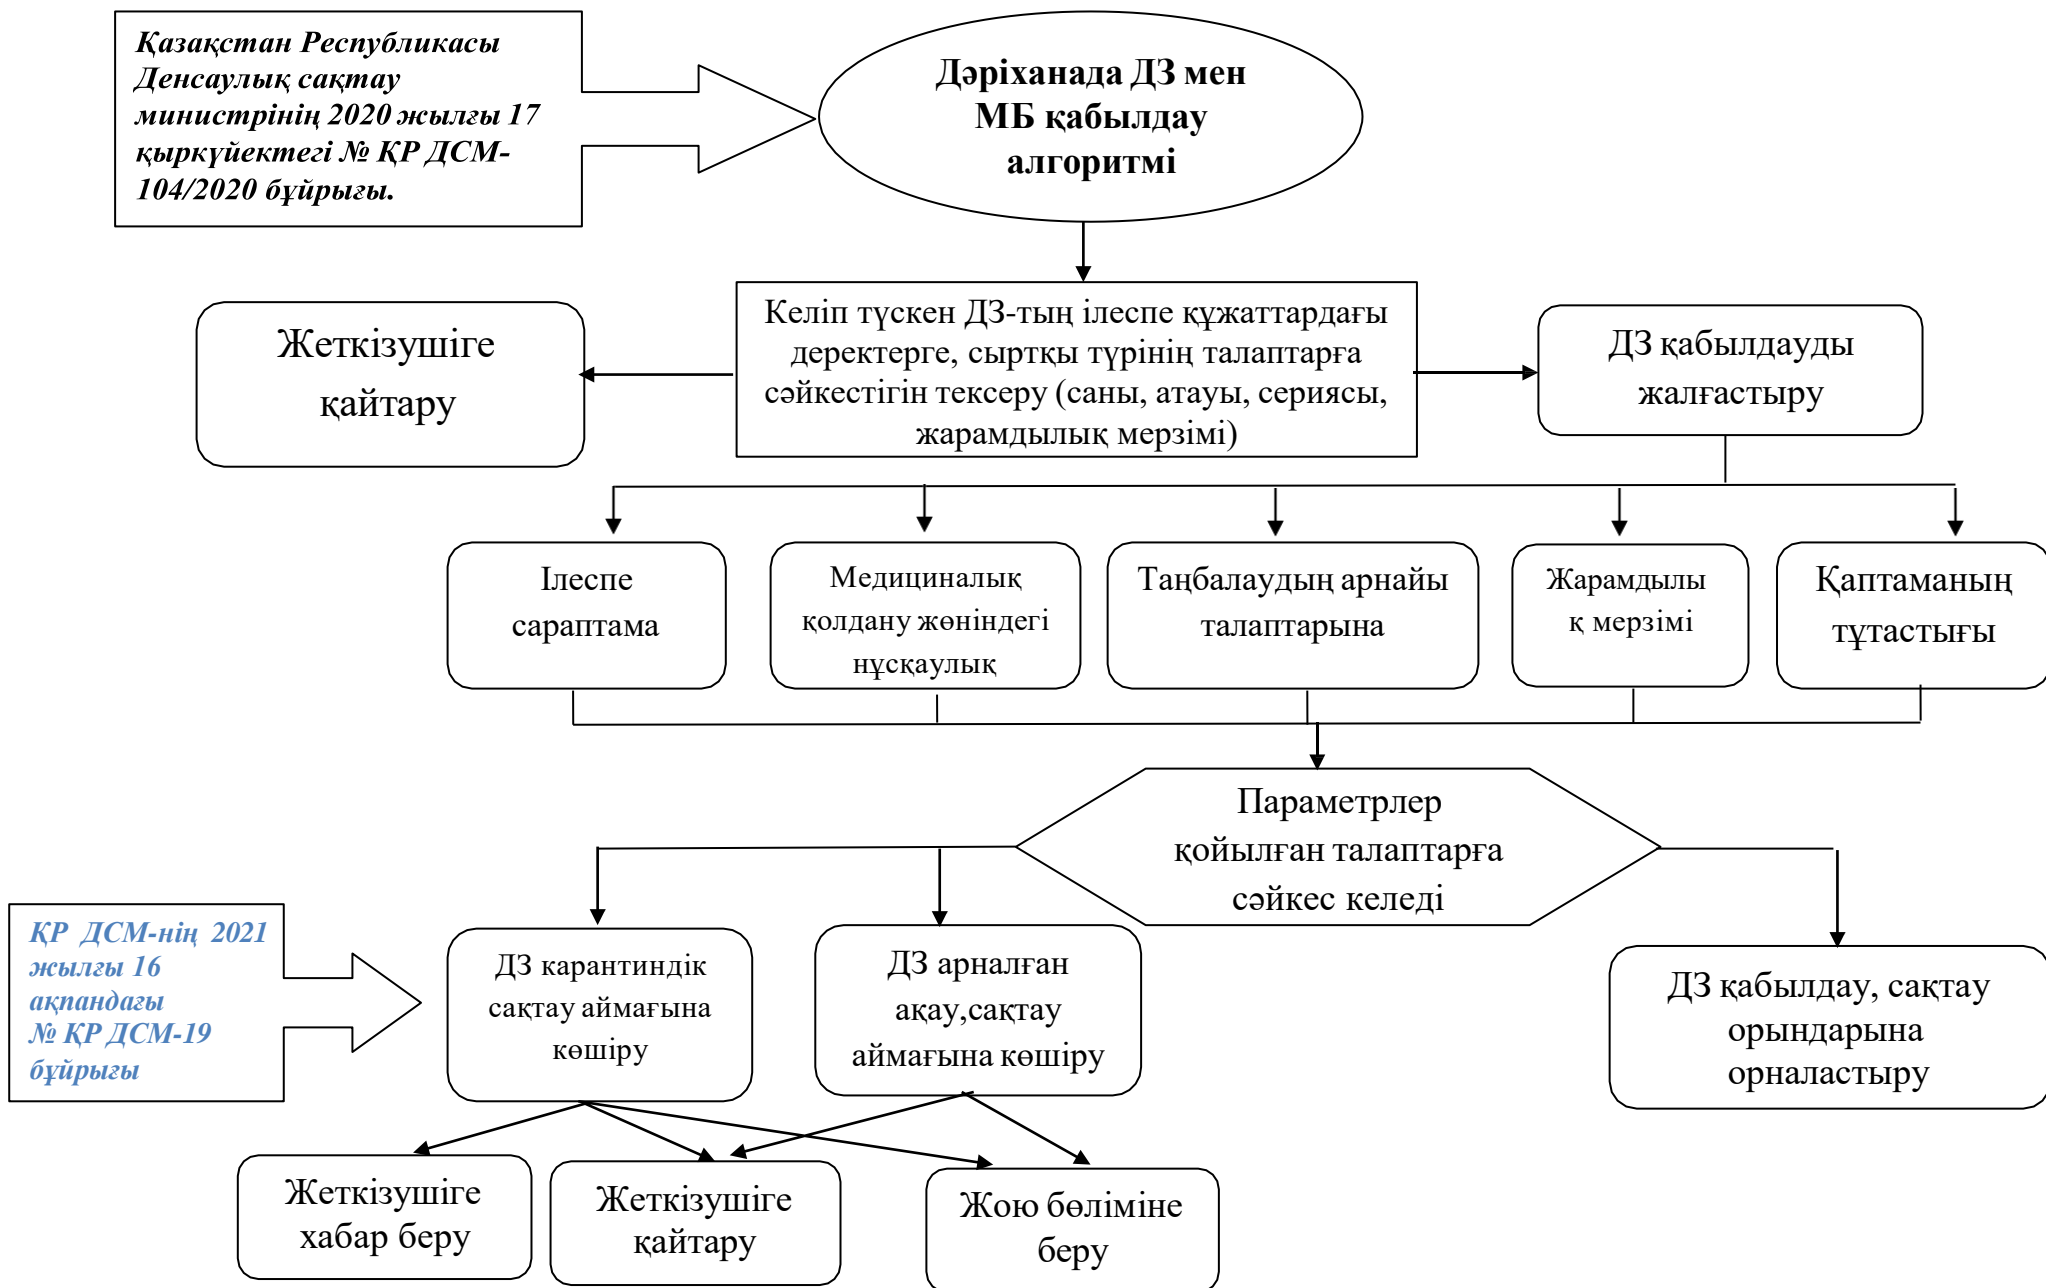 Қазақстан Республикасы
Денсаулық сақтау
министрінің 2020 жылғы 17
қыркүйектегі № ҚР ДСМ-
104/2020 бұйрығы.
Дәріханада ДЗ мен
МБ қабылдау
алгоритмі
Жеткізушіге
қайтару
Келіп түскен ДЗ-тың ілеспе құжаттардағы
деректерге, сыртқы түрінің талаптарға
сәйкестігін тексеру (саны, атауы, сериясы,
жарамдылық мерзімі)
ДЗ қабылдауды
жалғастыру
Ілеспе
сараптама
Медициналық
қолдану жөніндегі
нұсқаулық
Таңбалаудың арнайы
талаптарына
Жарамдылы
қ мерзімі
Қаптаманың
тұтастығы
Параметрлер
қойылған талаптарға
сәйкес келеді
ҚР ДСМ-нің 2021
жылғы 16
ақпандағы
№ ҚР ДСМ-19
бұйрығы
ДЗ карантиндік
сақтау аймағына
көшіру
ДЗ арналған
ақау,сақтау
аймағына көшіру
ДЗ қабылдау, сақтау
орындарына
орналастыру
Жеткізушіге
хабар беру
Жеткізушіге
қайтару
Жою бөліміне
беру